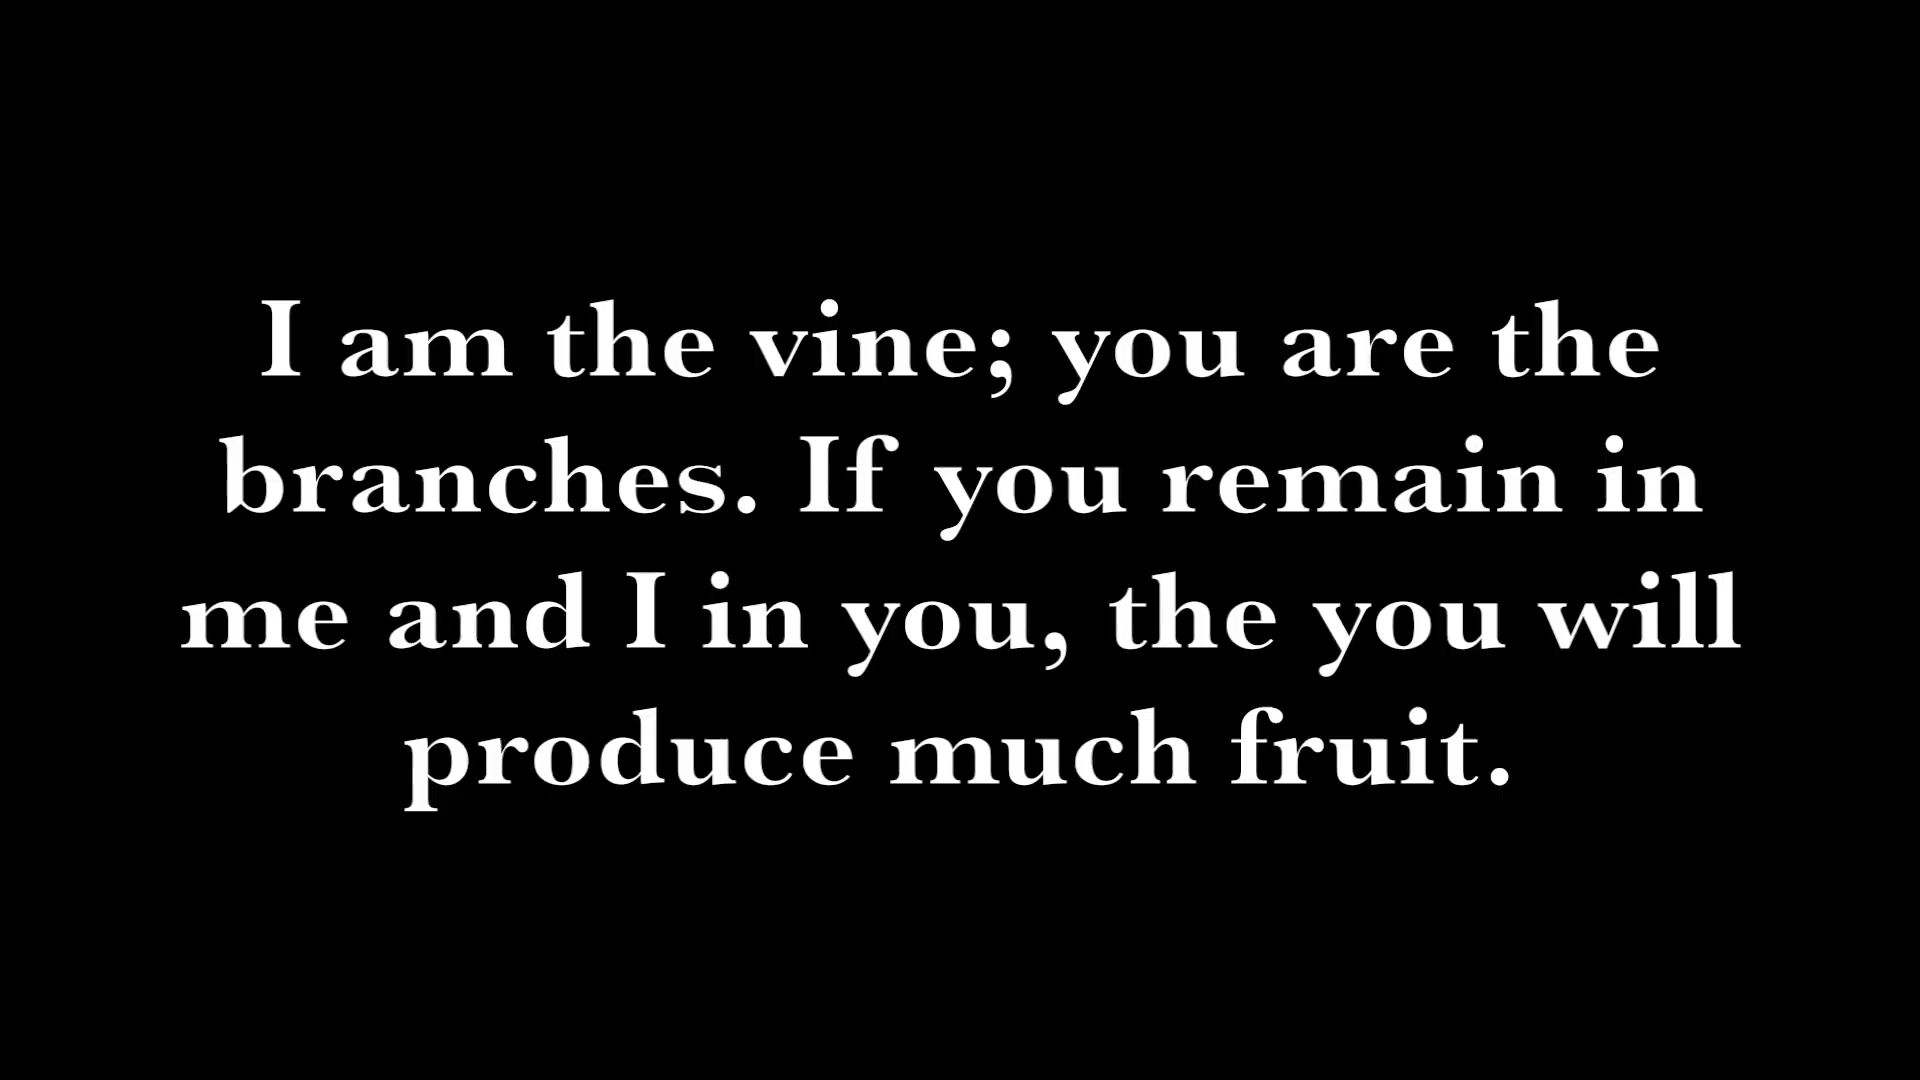 I am the vine; you are the
branches. If you remain in
me and I in you, the you will
produce much fruit.